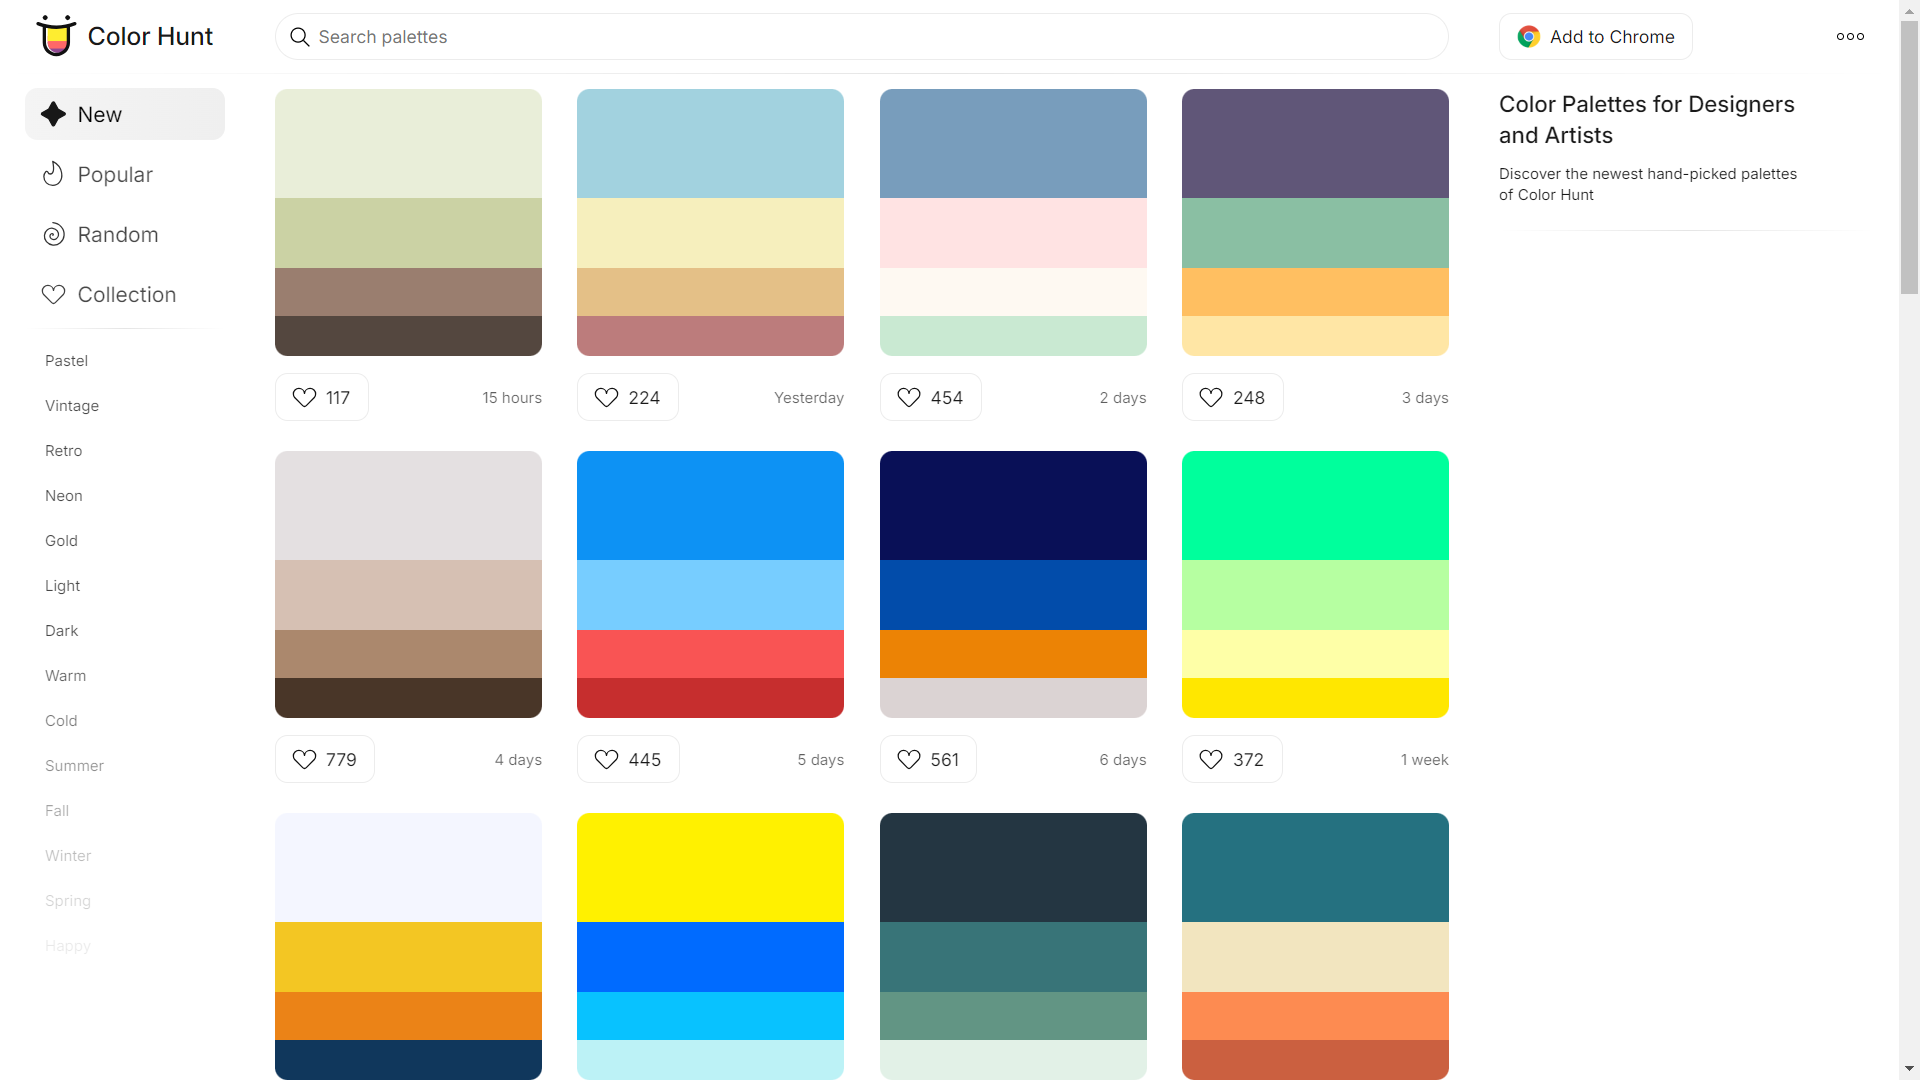 Color Hunt
Search palettes
Add to Chrome
New
Popular
Random
Collection
Pastel
Vintage
Retro
Neon
Gold
Light
Dark
Warm
Cold
Summer
Fall
Winter
Spring
Happy
117
15 hours
224
Yesterday
454
2 days
248
3 days
779
4 days
445
5 days
561
6 days
372
1 week
Color Palettes for Designers
and Artists
Discover the newest hand-picked palettes
of Color Hunt